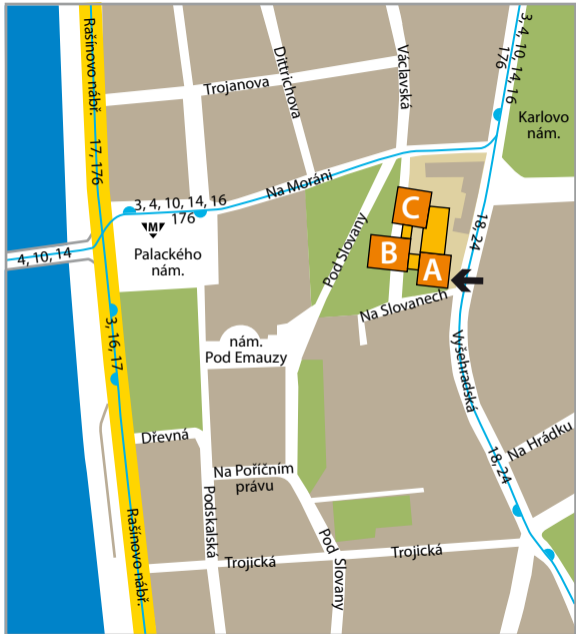 Rašínovo nábř.
17, 176
Trojanova
Dittrichova
Václavská
3, 4, 10, 14, 16
176
Karlovo
nám.
Na Moráni
3, 4, 10, 14, 16
176
M
Palackého
nám.
4, 10, 14
Pod Slovany
C
B
A
18, 24
Na Slovanech
3, 16, 17
nám.
Pod Emauzy
Vyšehradská
Dřevná
Na Poříčním
právu
Na Hrádku
18, 24
Podskalská
Rašínovo nábř.
Pod Slovany
Trojická
Trojická